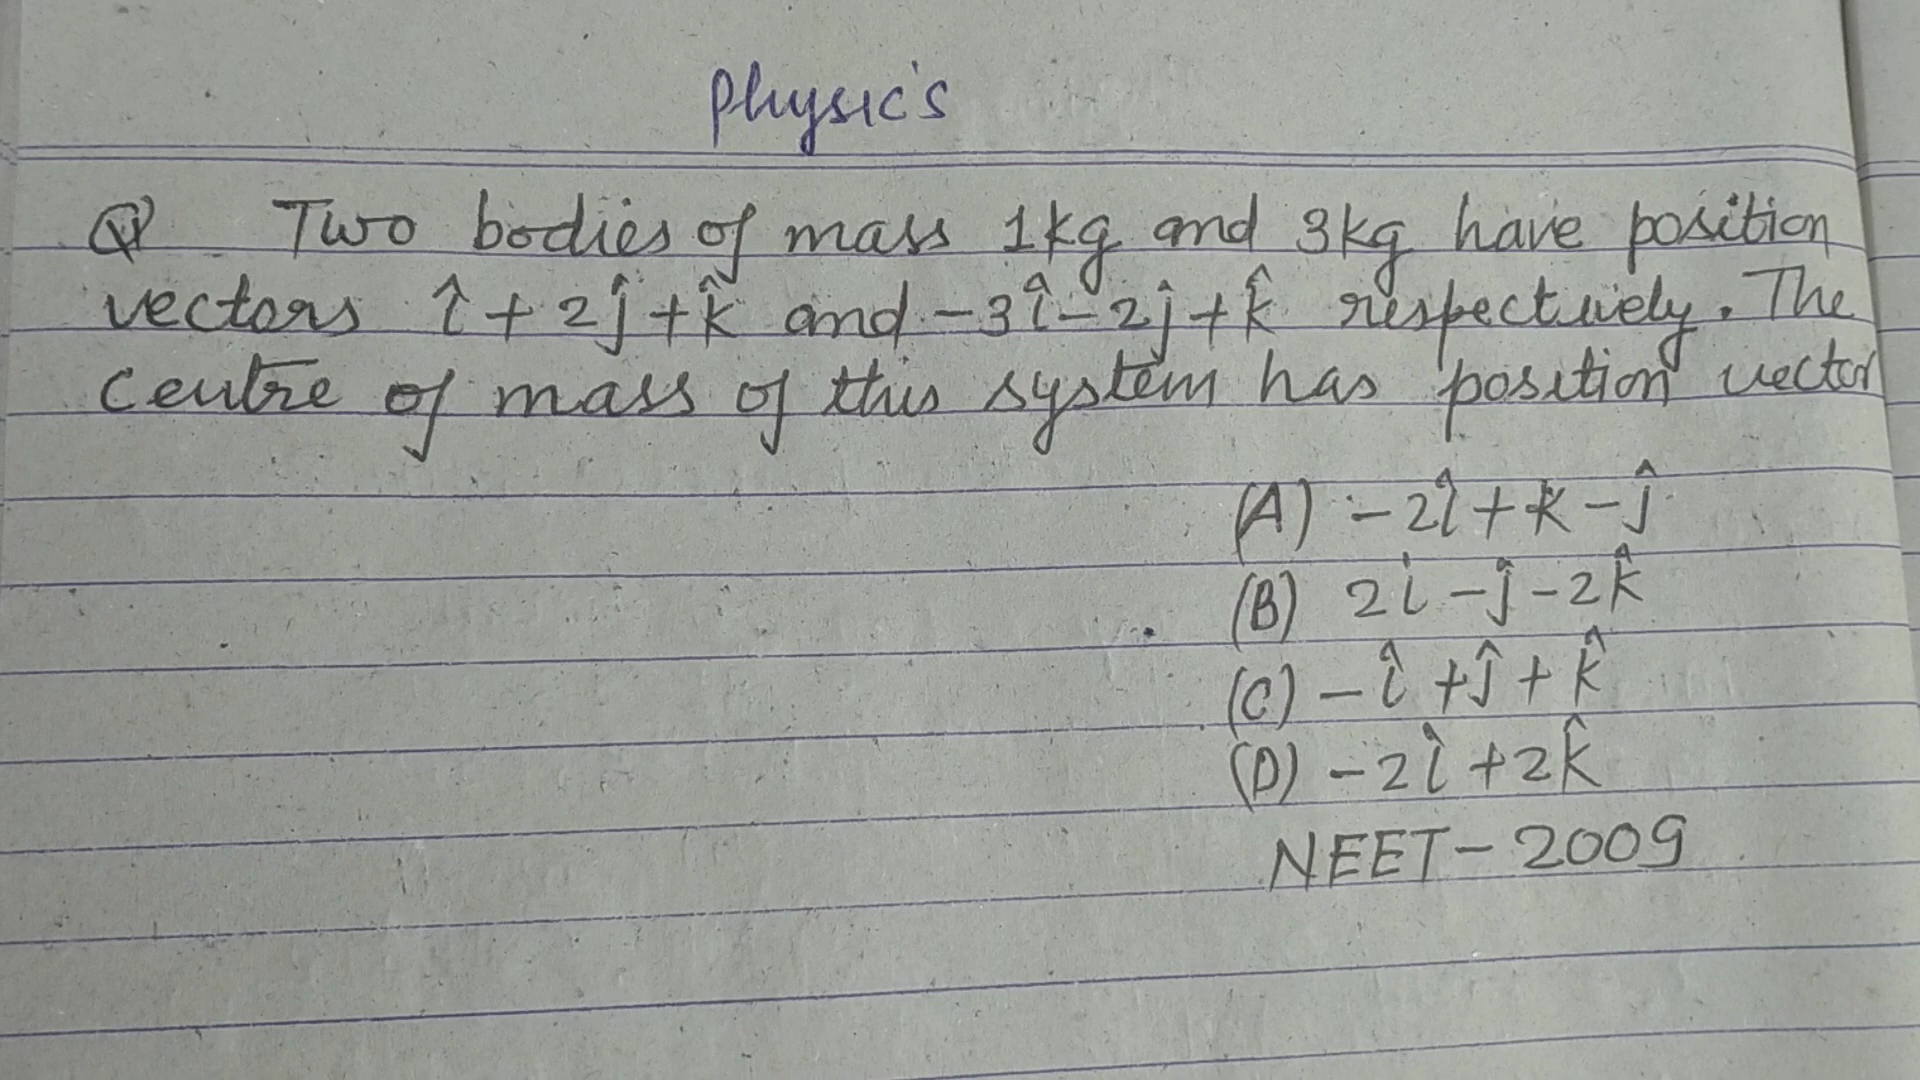 Physic's
Q Two bodies of mass 1kg and 3kg have position
vectors î + 2ĵ + k̂ and -3î - 2ĵ + k̂ respectively. The
Centre of mass of this system has position vector
(A) -2î + k - ĵ
(B) 2i - ĵ - 2k̂
(C) -î + ĵ + k̂
(D) -2î + 2k̂
NEET - 2009